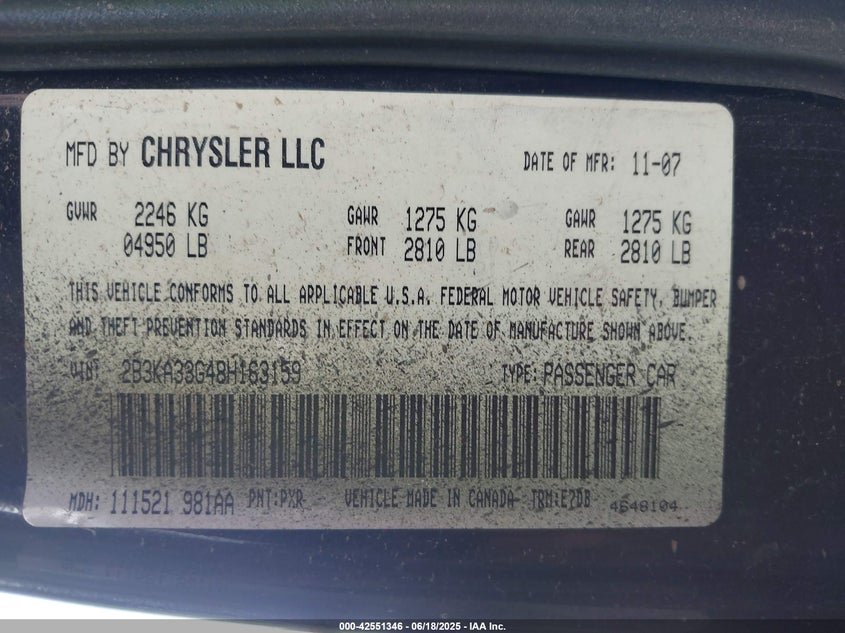 MFD BY CHRYSLER LLC DATE OF MFR: 11-07
GVWR 2246 KG GAWR 1275 KG GAWR 1275 KG
04950 LB FRONT 2810 LB REAR 2810 LB
THIS VEHICLE CONFORMS TO ALL APPLICABLE U.S.A. FEDERAL MOTOR VEHICLE SAFETY, BUMPER
AND THEFT PREVENTION STANDARDS IN EFFECT ON THE DATE OF MANUFACTURE SHOWN ABOVE.
VIN: 2B3KA33G48H163159 TYPE: PASSENGER CAR
MDH: 111521 981AA PNT:PXR VEHICLE MADE IN CANADA TRM:E7DB 4648104
000-42551346 - 06/18/2025 - IAA Inc.